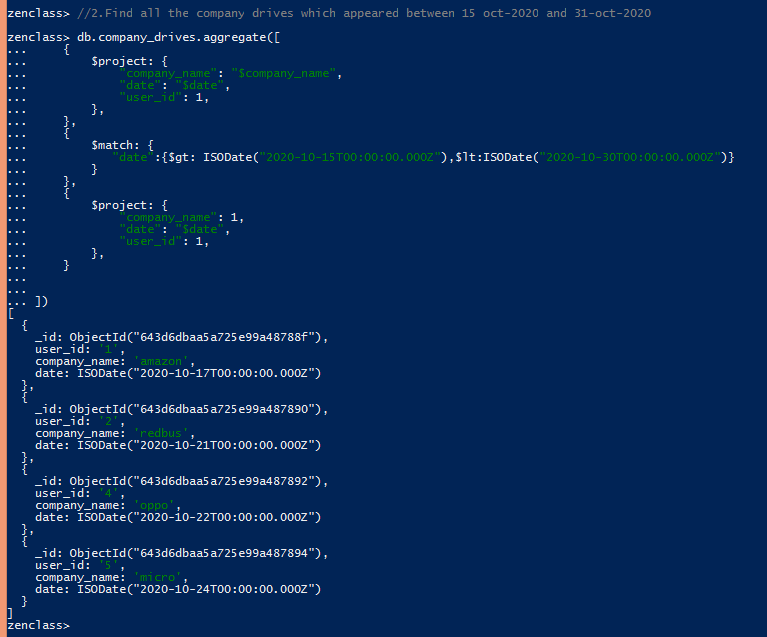 zenclass> //2.Find all the company drives which appeared between 15 oct-2020 and 31-oct-2020
zenclass> db.company_drives.aggregate([
...     {
...         $project: {
...             "company_name": "$company_name",
...             "date": "$date",
...             "user_id": 1,
...         },
...     },
...     {
...         $match: {
...            "date":{$gt: ISODate("2020-10-15T00:00:00.000Z"),$lt:ISODate("2020-10-30T00:00:00.000Z")}
...         }
...     },
...     {
...         $project: {
...             "company_name": 1,
...             "date": "$date",
...             "user_id": 1,
...         },
...     }
...
...
... ])
[
  {
    _id: ObjectId("643d6dbaa5a725e99a48788f"),
    user_id: '1',
    company_name: 'amazon',
    date: ISODate("2020-10-17T00:00:00.000Z")
  },
  {
    _id: ObjectId("643d6dbaa5a725e99a487890"),
    user_id: '2',
    company_name: 'redbus',
    date: ISODate("2020-10-21T00:00:00.000Z")
  },
  {
    _id: ObjectId("643d6dbaa5a725e99a487892"),
    user_id: '4',
    company_name: 'oppo',
    date: ISODate("2020-10-22T00:00:00.000Z")
  },
  {
    _id: ObjectId("643d6dbaa5a725e99a487894"),
    user_id: '5',
    company_name: 'micro',
    date: ISODate("2020-10-24T00:00:00.000Z")
  }
]
zenclass>